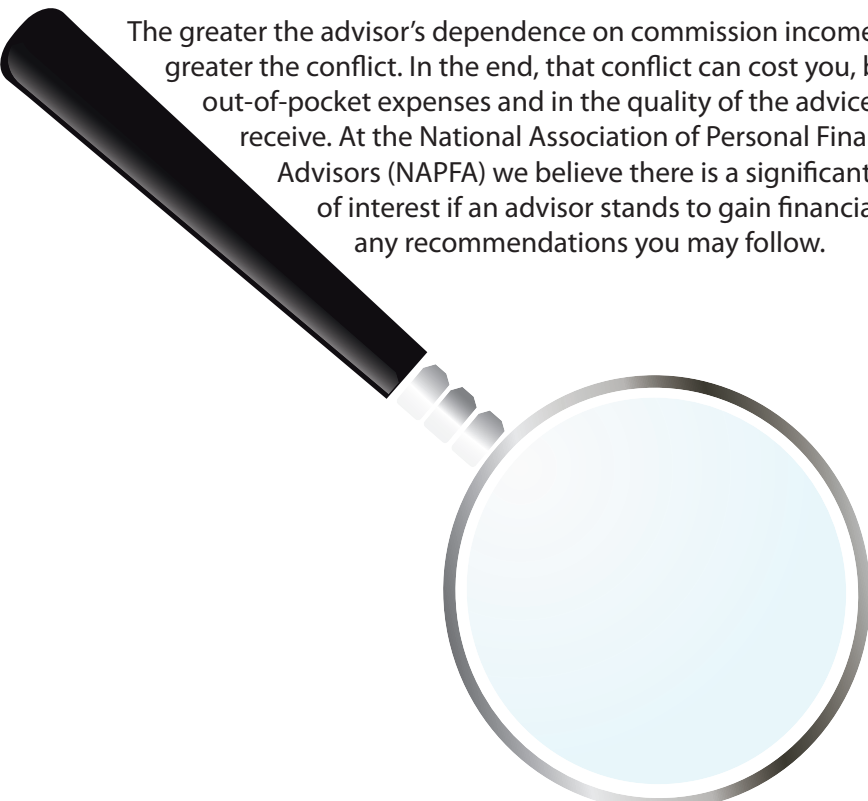 The greater the advisor’s dependence on commission income
greater the conflict. In the end, that conflict can cost you,
out-of-pocket expenses and in the quality of the advice
receive. At the National Association of Personal
Advisors (NAPFA) we believe there is a significant
of interest if an advisor stands to gain
any recommendations you may follow.